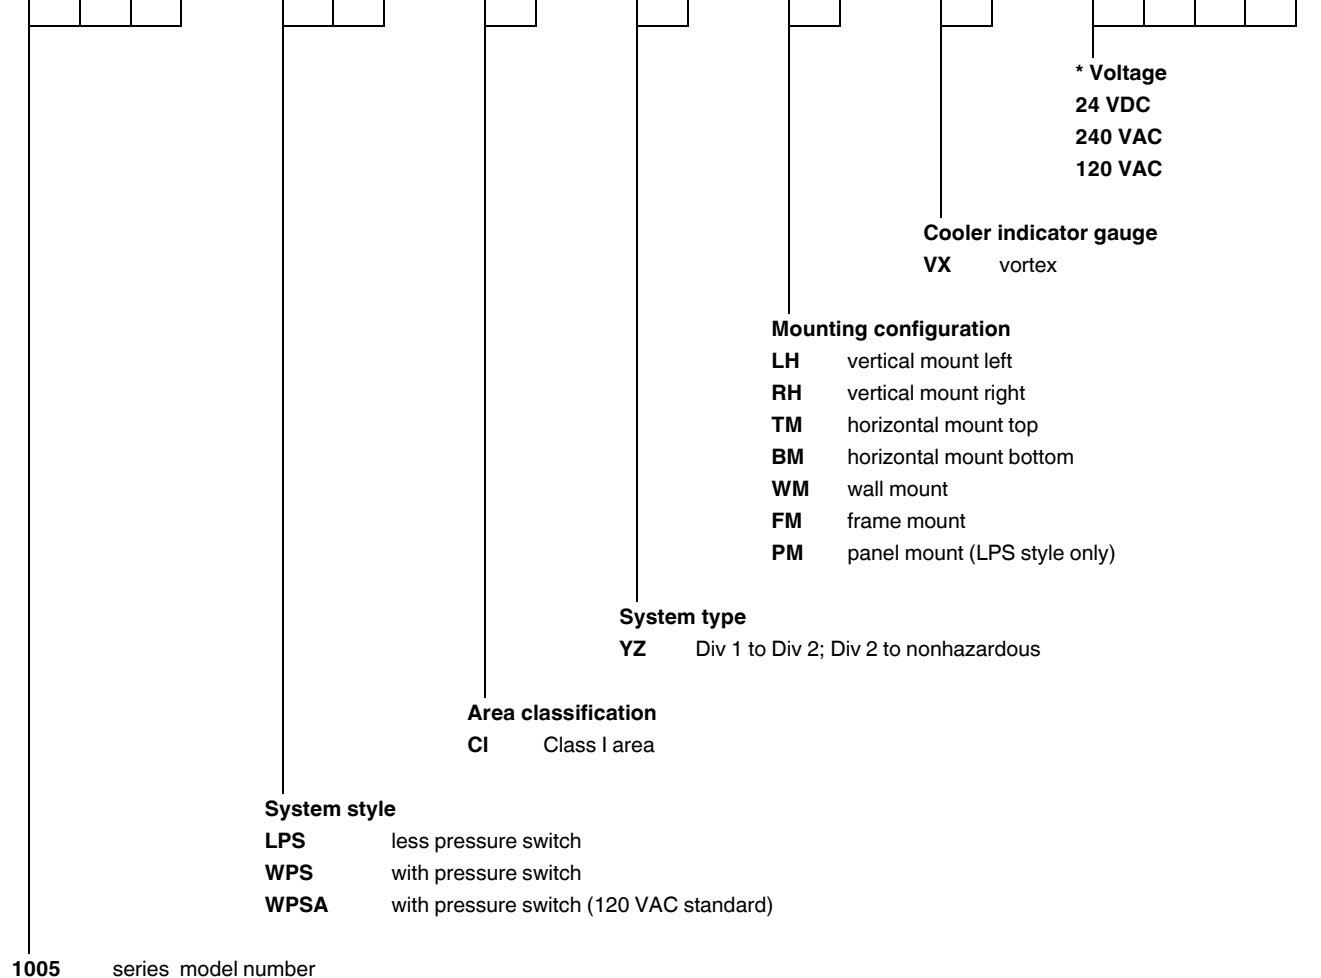 * Voltage
24 VDC
240 VAC
120 VAC
Cooler indicator gauge
VX vortex
Mounting configuration
LH vertical mount left
RH vertical mount right
TM horizontal mount top
BM horizontal mount bottom
WM wall mount
FM frame mount
PM panel mount (LPS style only)
System type
YZ Div 1 to Div 2; Div 2 to nonhazardous
Area classification
CI Class I area
System style
LPS less pressure switch
WPS with pressure switch
WPSA with pressure switch (120 VAC standard)
1005 series model number